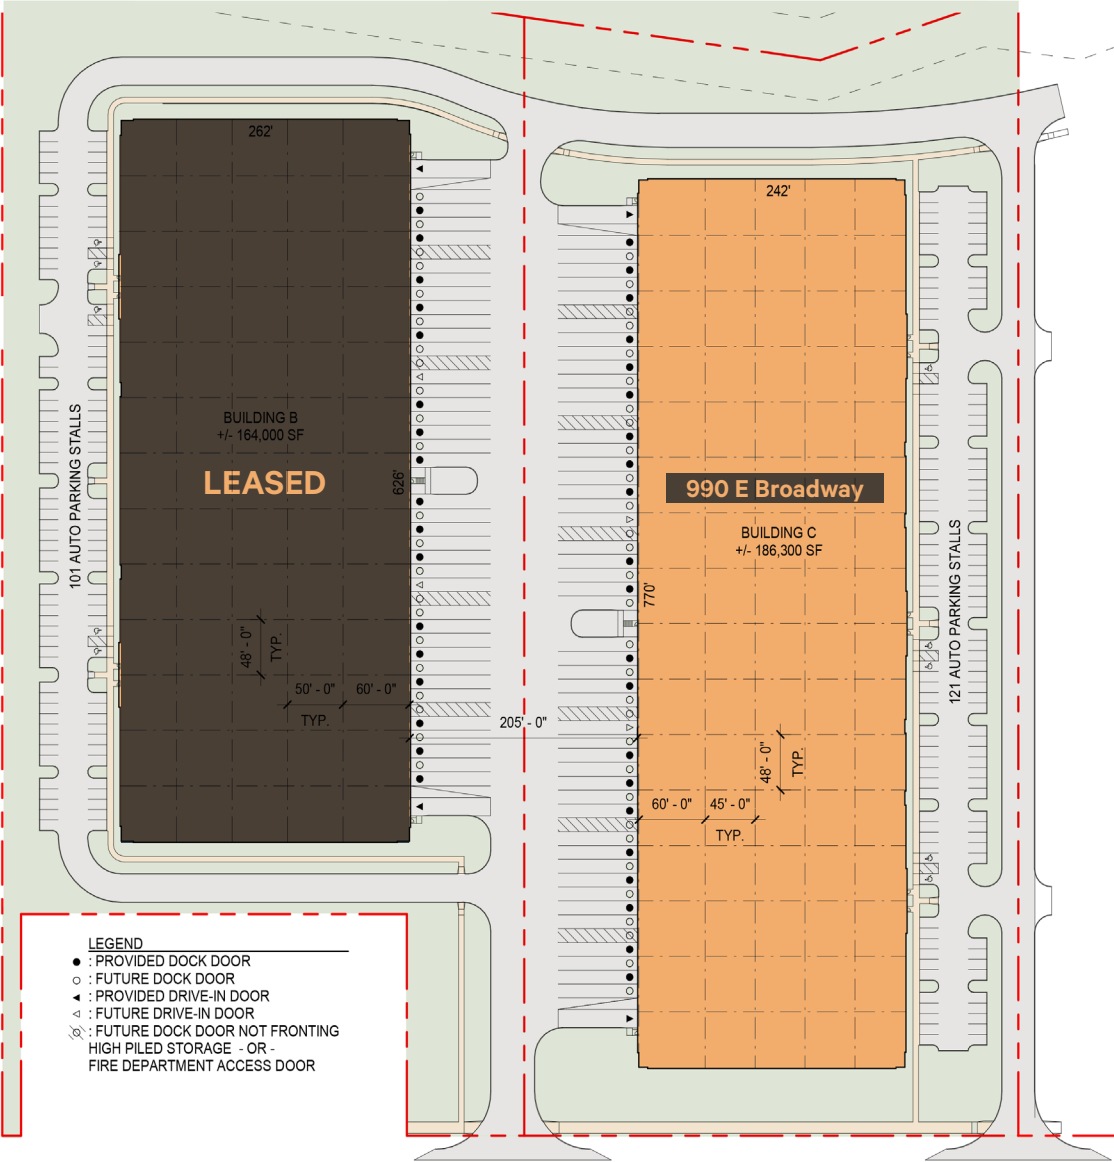 262'
242'
BUILDING B
+/- 164,000 SF
LEASED
626'
101 AUTO PARKING STALLS
990 E Broadway
BUILDING C
+/- 186,300 SF
770'
121 AUTO PARKING STALLS
48' - 0"
TYP.
50' - 0"
60' - 0"
TYP.
205' - 0"
48' - 0"
TYP.
60' - 0"
45' - 0"
TYP.
LEGEND
: PROVIDED DOCK DOOR
: FUTURE DOCK DOOR
: PROVIDED DRIVE-IN DOOR
: FUTURE DRIVE-IN DOOR
: FUTURE DOCK DOOR NOT FRONTING
HIGH PILED STORAGE - OR -
FIRE DEPARTMENT ACCESS DOOR